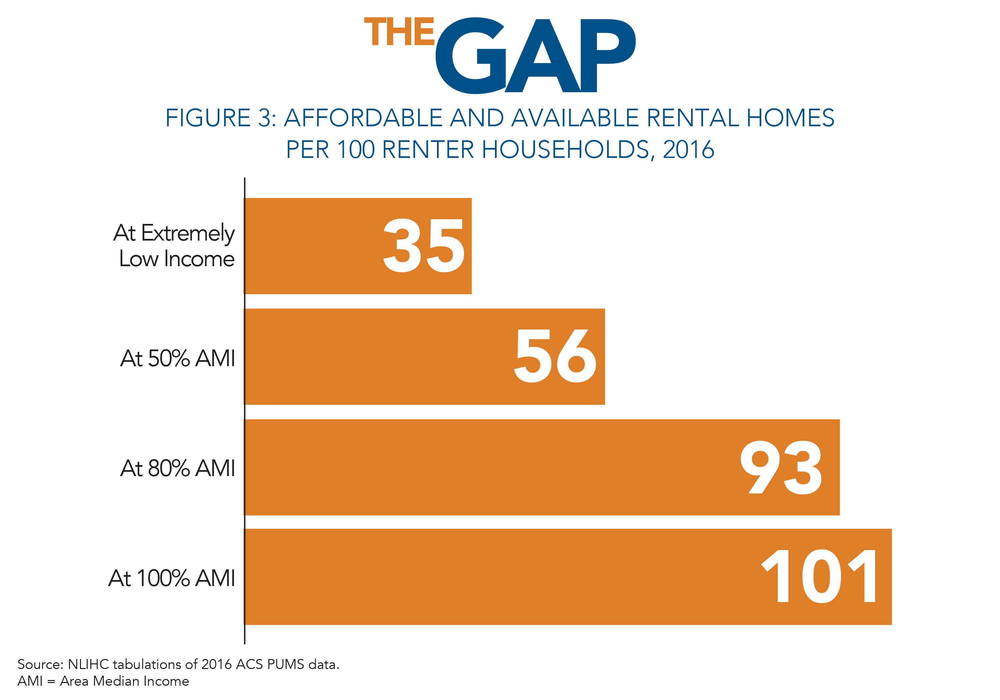 THE GAP
FIGURE 3: AFFORDABLE AND AVAILABLE RENTAL HOMES
PER 100 RENTER HOUSEHOLDS, 2016
At Extremely
Low Income
35
At 50% AMI
56
At 80% AMI
93
At 100% AMI
101
Source: NLIHC tabulations of 2016 ACS PUMS data.
AMI = Area Median Income